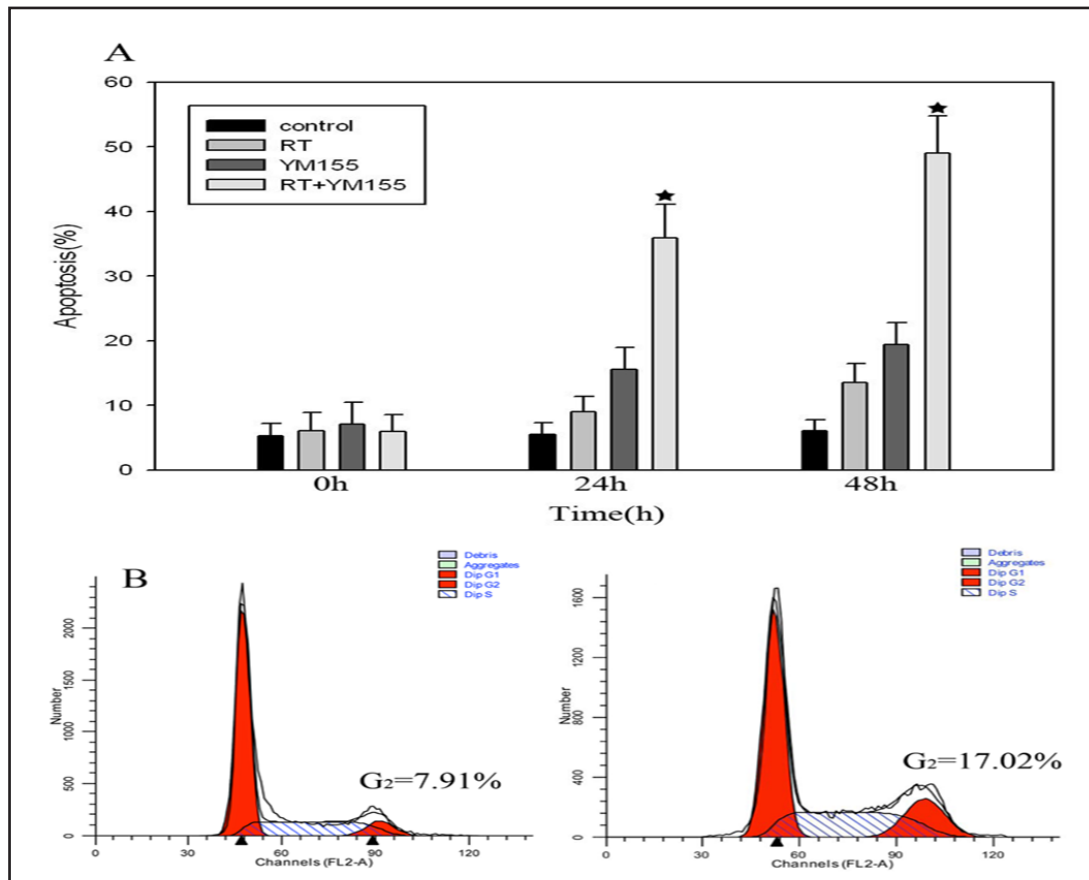 A
60
50
40
30
20
10
0
Apoptosis(%)
control
RT
YM155
RT+YM155
★
★
0h 24h 48h
Time(h)
B
Debris
Aggregates
Dip G1
Dip G2
Dip S
2000
1500
1000
500
0
Number
G₂=7.91%
0 30 60 90 120
Channels (FL2-A)
Debris
Aggregates
Dip G1
Dip G2
Dip S
1600
1200
800
400
0
Number
G₂=17.02%
0 30 60 90 120
Channels (FL2-A)